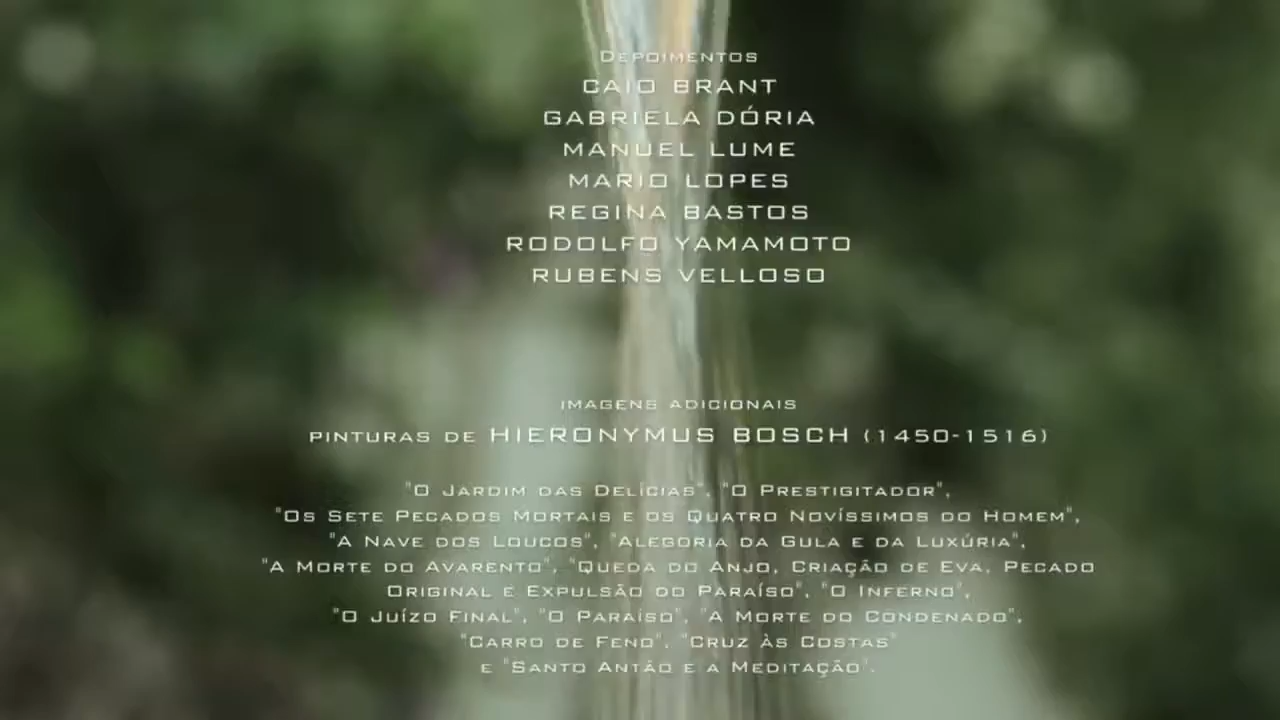 Depoimentos
CAIO BRANT
GABRIELA DÓRIA
MANUEL LUME
MARIO LOPES
REGINA BASTOS
RODOLFO YAMAMOTO
RUBENS VELLOSO
IMAGENS ADICIONAIS
PINTURAS DE HIERONYMUS BOSCH (1450-1516)
"O Jardim das Delícias", "O Prestigitador",
"Os Sete Pecados Mortais e os Quatro Novíssimos do Homem",
"A Nave dos Loucos", "Alegoria da Gula e da Luxúria",
"A Morte do Avarento", "Queda do Anjo, Criação de Eva, Pecado
Original e Expulsão do Paraíso", "O Inferno",
"O Juízo Final", "O Paraíso", "A Morte do Condenado",
"Carro de Feno", "Cruz às Costas"
e "Santo Antão e a Meditação".